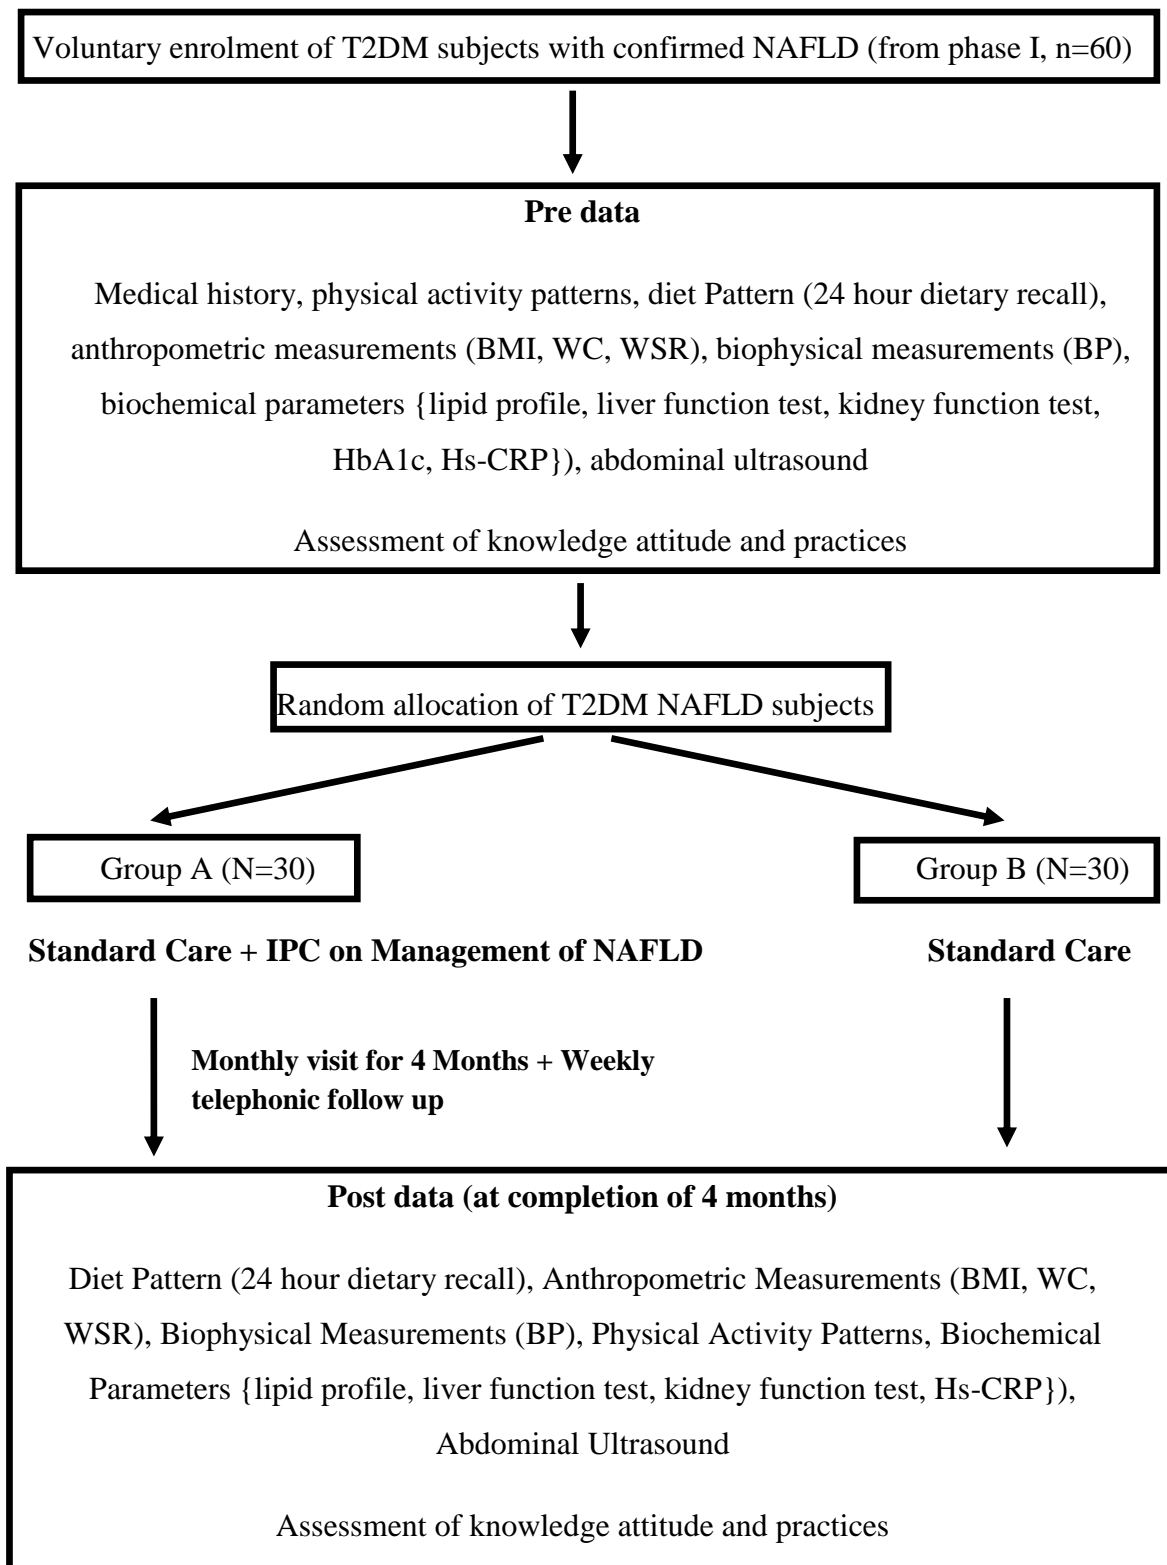 Voluntary enrolment of T2DM subjects with confirmed NAFLD (from phase I, n=60)
Pre data
Medical history, physical activity patterns, diet Pattern (24 hour dietary recall),
anthropometric measurements (BMI, WC, WSR), biophysical measurements (BP),
biochemical parameters {lipid profile, liver function test, kidney function test,
HbA1c, Hs-CRP}), abdominal ultrasound
Assessment of knowledge attitude and practices
Random allocation of T2DM NAFLD subjects
Group A (N=30)
Group B (N=30)
Standard Care + IPC on Management of NAFLD
Standard Care
Monthly visit for 4 Months + Weekly
telephonic follow up
Post data (at completion of 4 months)
Diet Pattern (24 hour dietary recall), Anthropometric Measurements (BMI, WC,
WSR), Biophysical Measurements (BP), Physical Activity Patterns, Biochemical
Parameters {lipid profile, liver function test, kidney function test, Hs-CRP}),
Abdominal Ultrasound
Assessment of knowledge attitude and practices